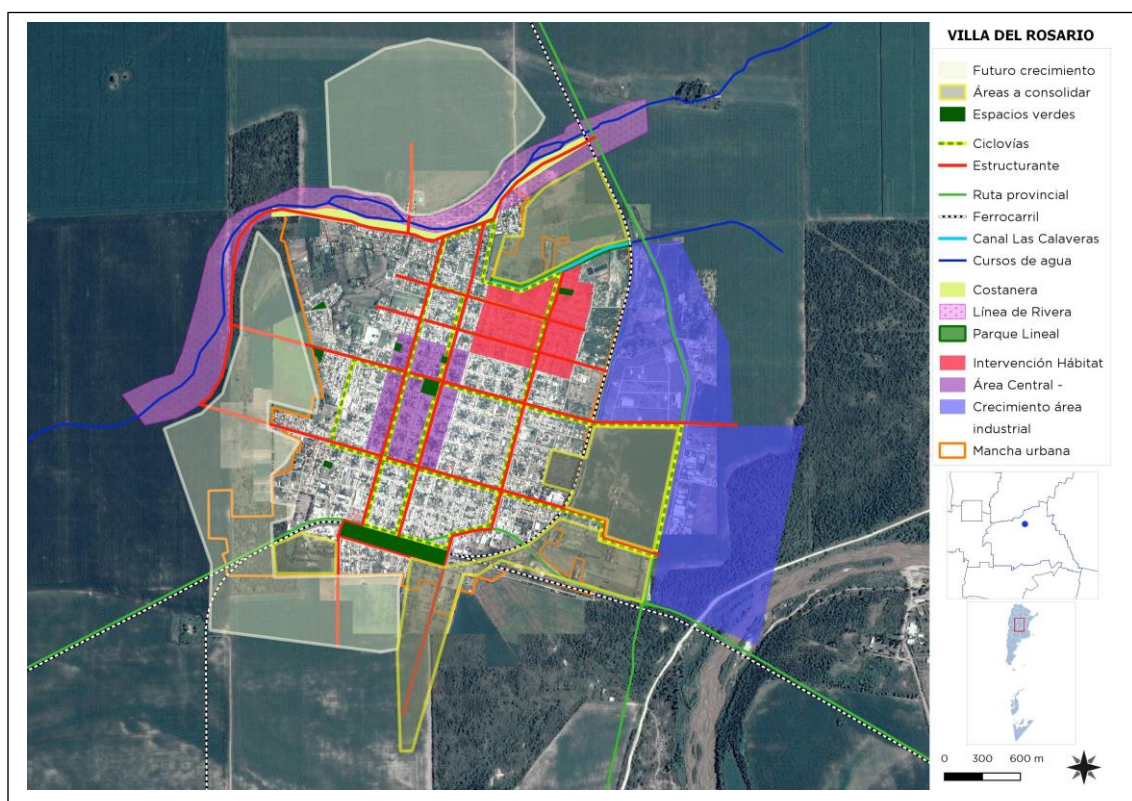 VILLA DEL ROSARIO
Futuro crecimiento
Áreas a consolidar
Espacios verdes
Ciclovías
Estructurante
Ruta provincial
Ferrocarril
Canal Las Calaveras
Cursos de agua
Costanera
Línea de Rivera
Parque Lineal
Intervención Hábitat
Área Central -
Crecimiento área
industrial
Mancha urbana
0 300 600 m